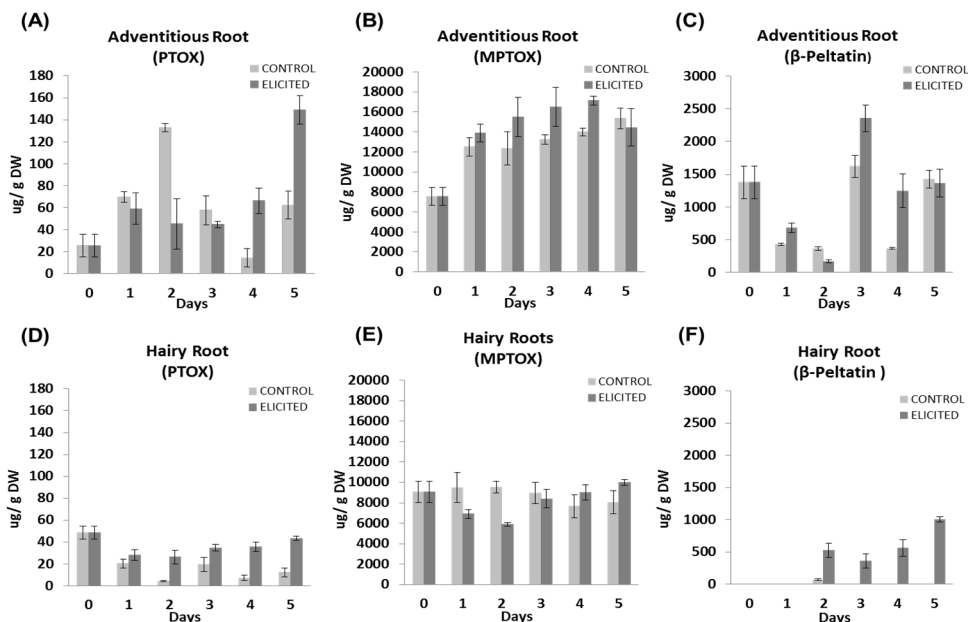 (A)
Adventitious Root
(PTOX)
CONTROL
ELICITED
180
160
140
120
100
80
60
40
20
0
ug/ g DW
0 1 2 3 4 5
Days
(B)
Adventitious Root
(MPTOX)
CONTROL
ELICITED
20000
18000
16000
14000
12000
10000
8000
6000
4000
2000
0
ug/ g DW
0 1 2 3 4 5
Days
(C)
Adventitious Root
(β-Peltatin)
CONTROL
ELICITED
3000
2500
2000
1500
1000
500
0
ug/ g DW
0 1 2 3 4 5
Days
(D)
Hairy Root
(PTOX)
CONTROL
ELICITED
180
160
140
120
100
80
60
40
20
0
ug/ g DW
0 1 2 3 4 5
Days
(E)
Hairy Roots
(MPTOX)
CONTROL
ELICITED
20000
18000
16000
14000
12000
10000
8000
6000
4000
2000
0
ug/ g DW
0 1 2 3 4 5
Days
(F)
Hairy Root
(β-Peltatin )
CONTROL
ELICITED
3000
2500
2000
1500
1000
500
0
ug/ g DW
0 1 2 3 4 5
Days